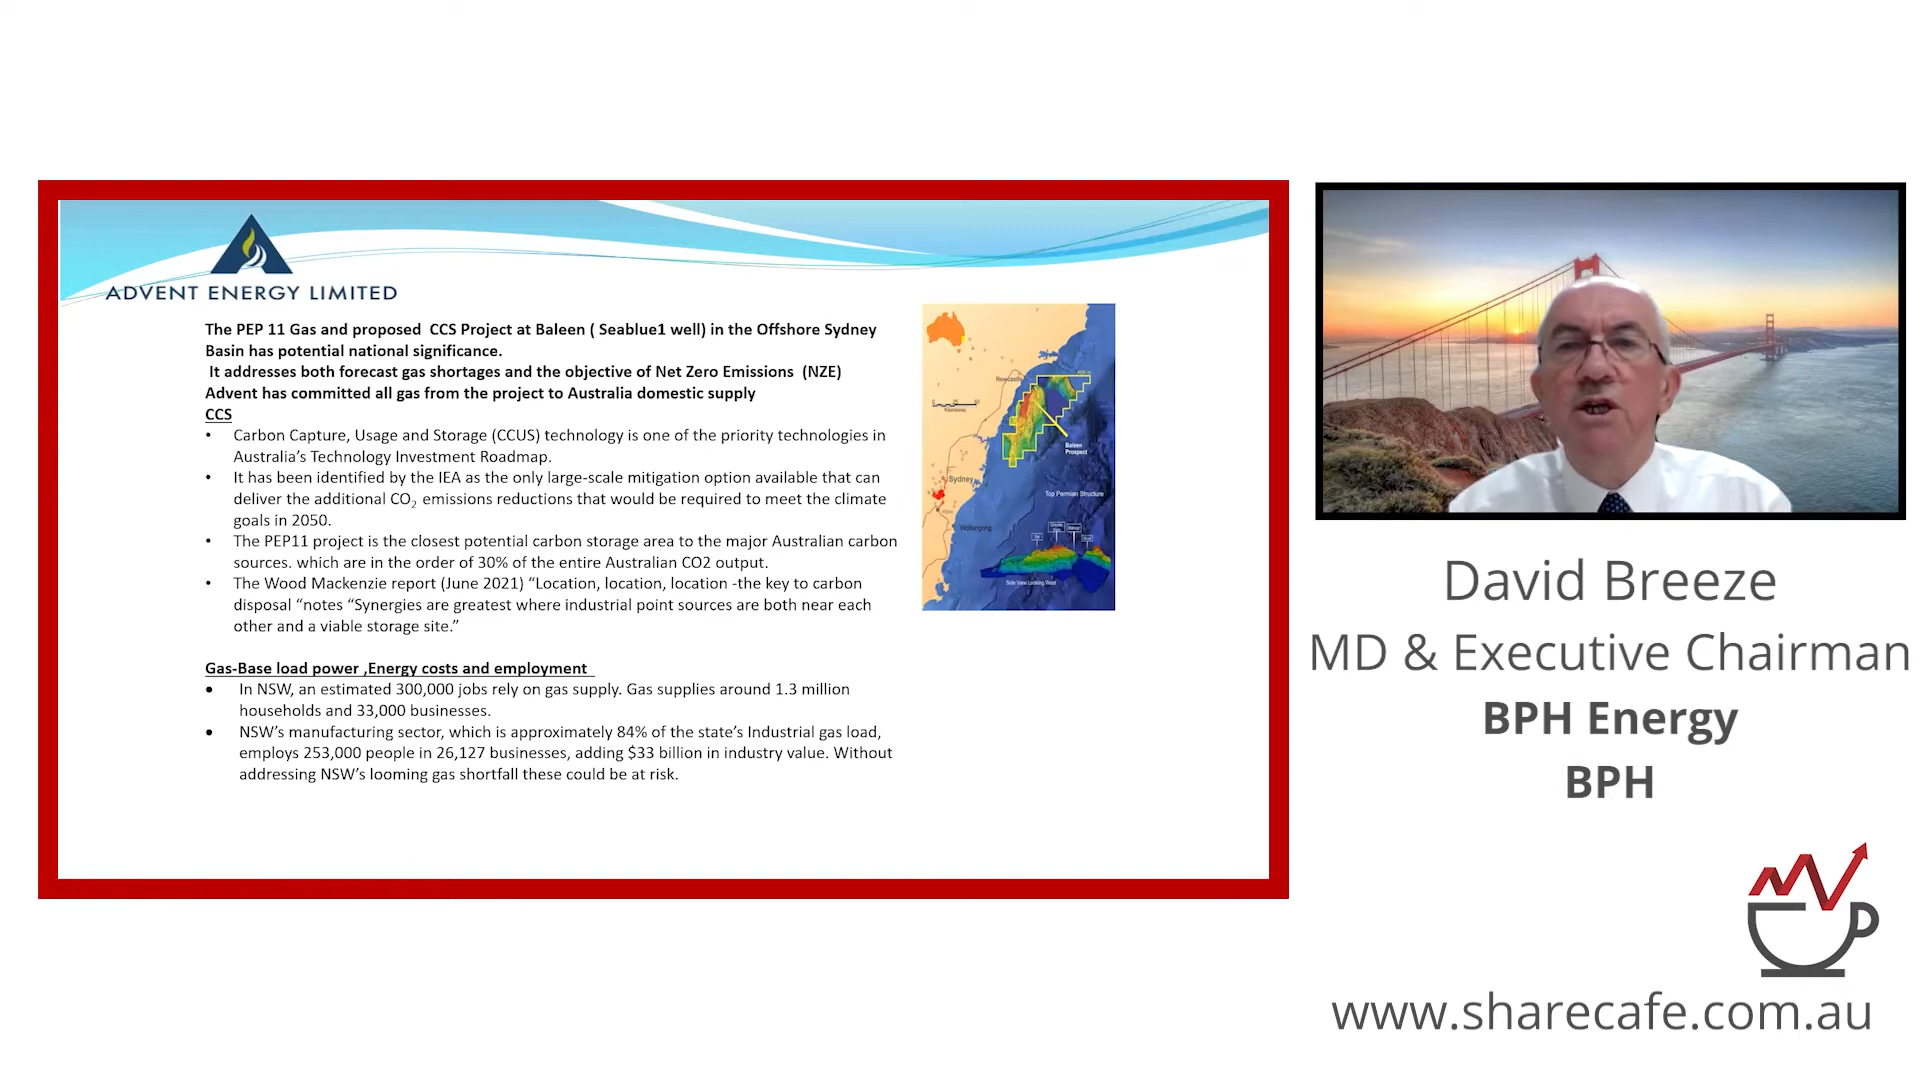 ADVENT ENERGY LIMITED
The PEP 11 Gas and proposed  CCS Project at Baleen ( Seablue1 well) in the Offshore Sydney
Basin has potential national significance.
It addresses both forecast gas shortages and the objective of Net Zero Emissions  (NZE)
Advent has committed all gas from the project to Australia domestic supply
CCS
• Carbon Capture, Usage and Storage (CCUS) technology is one of the priority technologies in
Australia’s Technology Investment Roadmap.
• It has been identified by the IEA as the only large-scale mitigation option available that can
deliver the additional CO₂ emissions reductions that would be required to meet the climate
goals in 2050.
• The PEP11 project is the closest potential carbon storage area to the major Australian carbon
sources. which are in the order of 30% of the entire Australian CO2 output.
• The Wood Mackenzie report (June 2021) “Location, location, location -the key to carbon
disposal “notes “Synergies are greatest where industrial point sources are both near each
other and a viable storage site.”
Gas-Base load power ,Energy costs and employment
• In NSW, an estimated 300,000 jobs rely on gas supply. Gas supplies around 1.3 million
households and 33,000 businesses.
• NSW’s manufacturing sector, which is approximately 84% of the state’s Industrial gas load,
employs 253,000 people in 26,127 businesses, adding $33 billion in industry value. Without
addressing NSW’s looming gas shortfall these could be at risk.
Newcastle
Baleen
Prospect
Sydney
Top Permian Structure
Wollongong
Side View Looking West
David Breeze
MD & Executive Chairman
BPH Energy
BPH
www.sharecafe.com.au